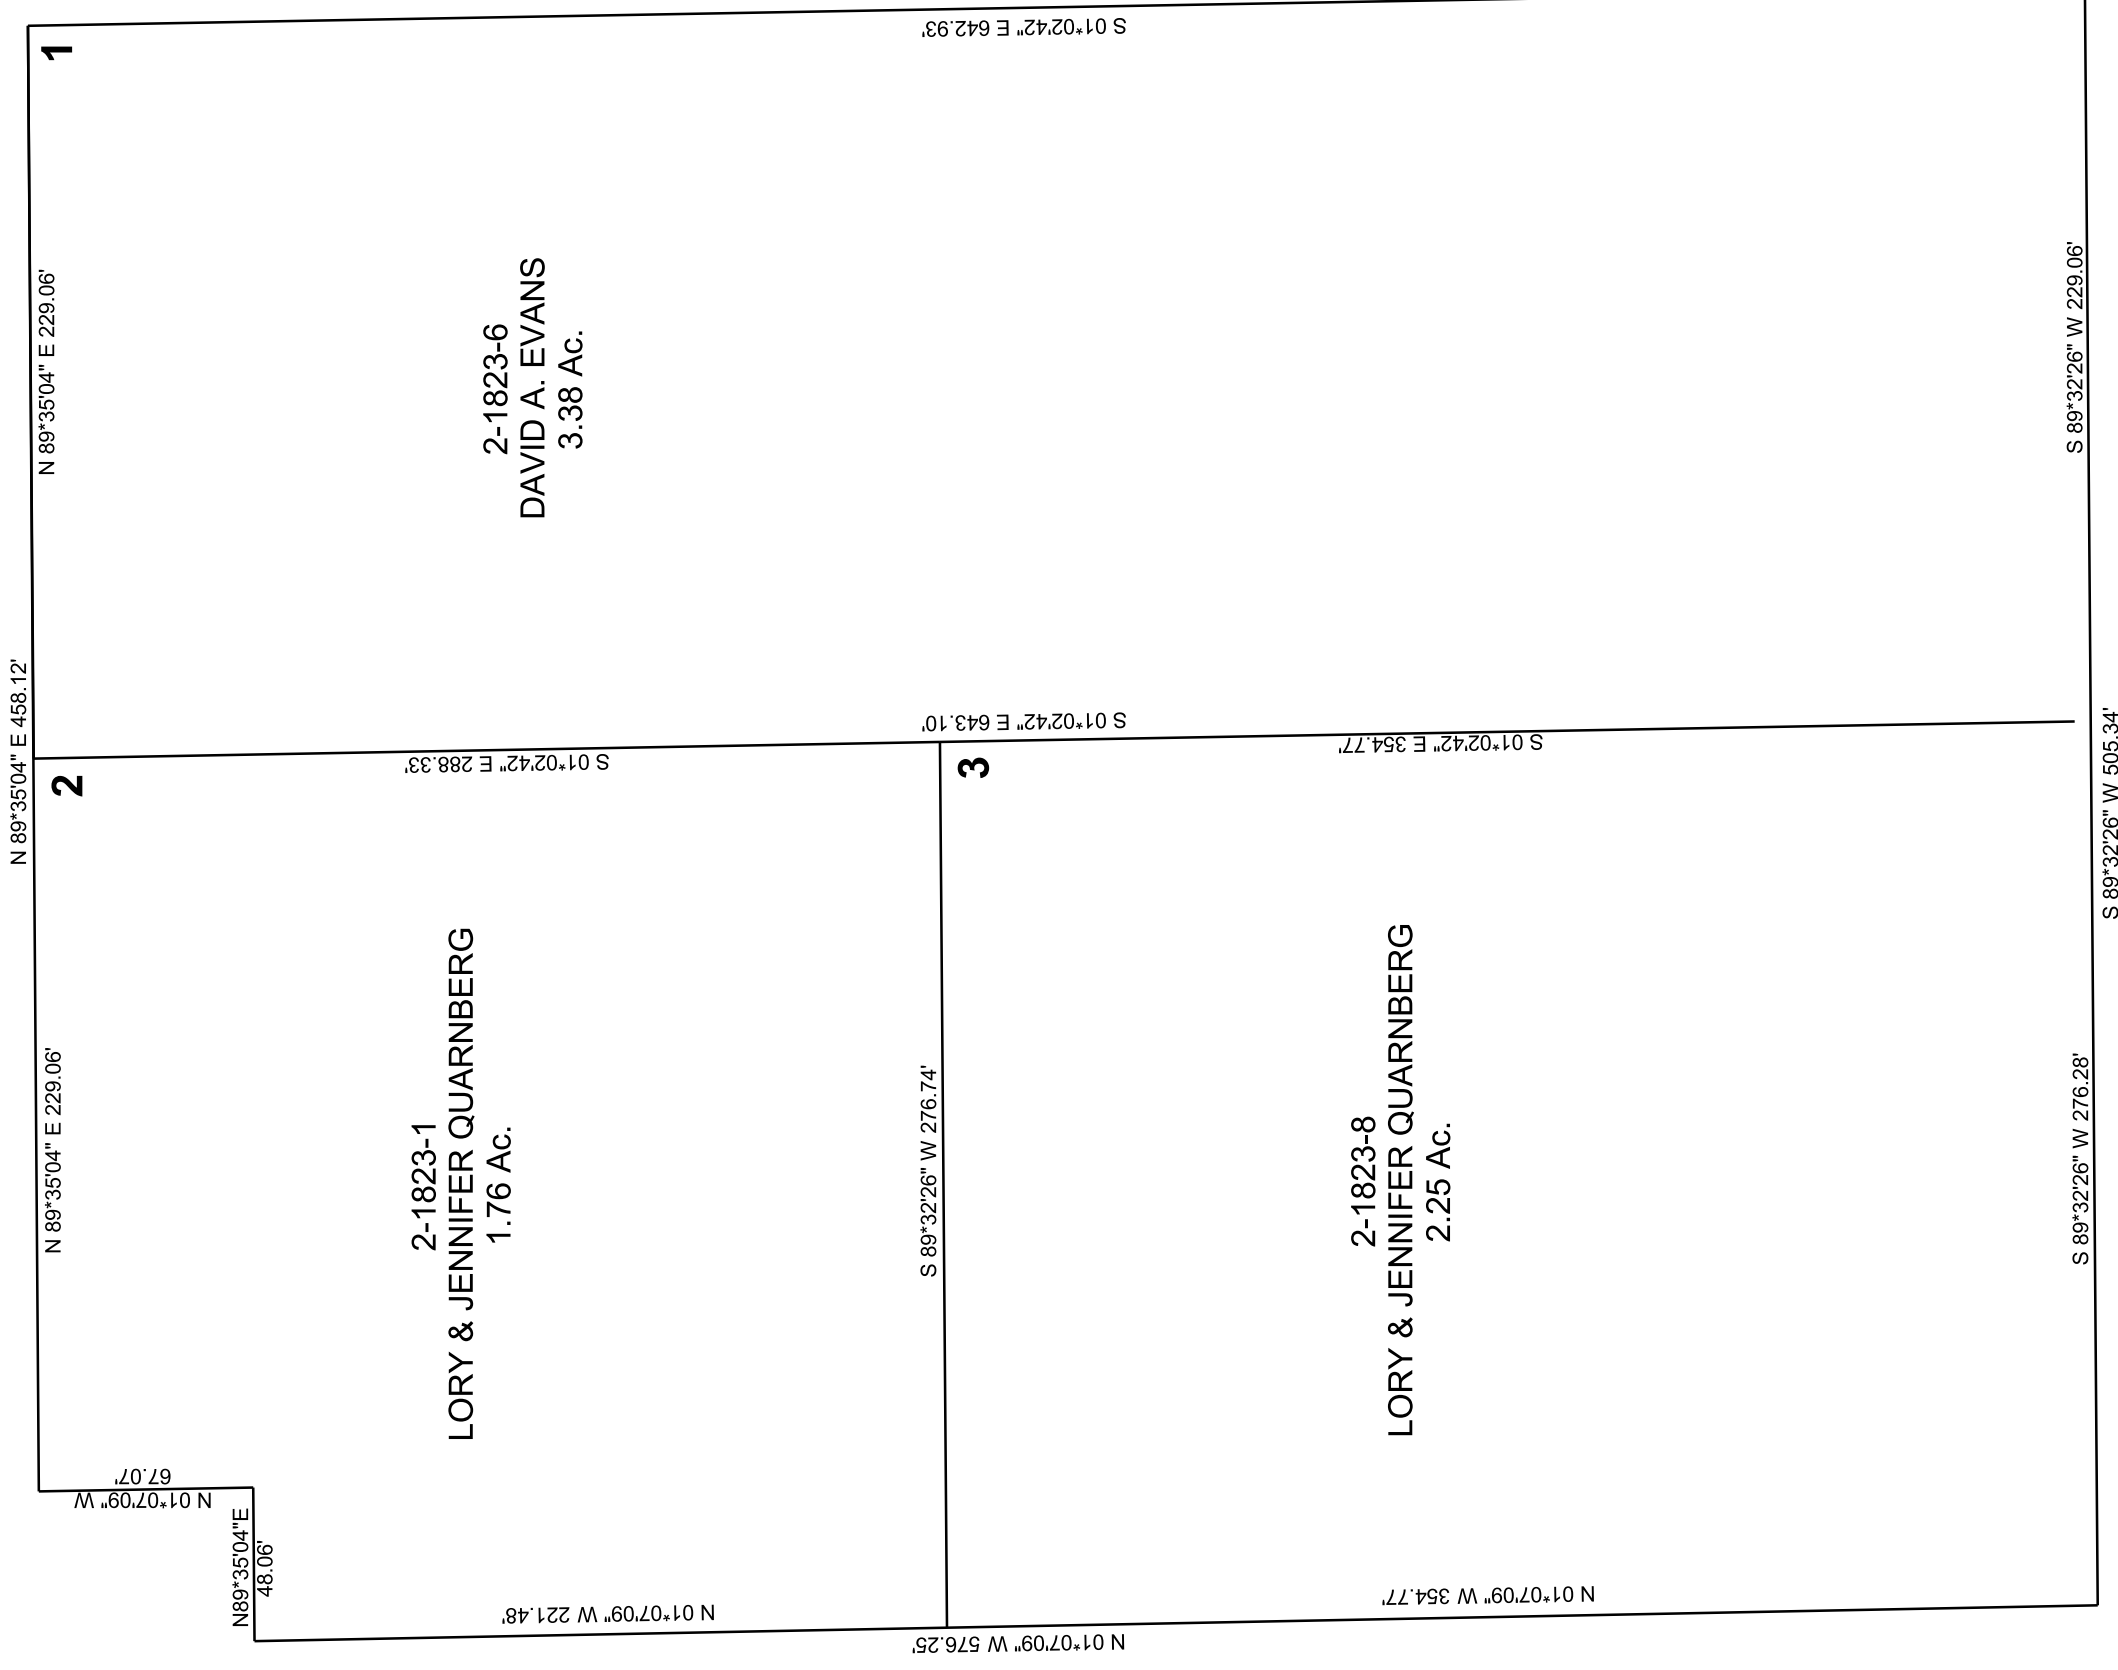 N 89*35'04" E 458.12'
N 89*35'04" E 229.06'
N 89*35'04" E 229.06'
1
S 01*02'42" E 642.93'
2-1823-6
DAVID A. EVANS
3.38 Ac.
S 89*32'26" W 229.06'
S 01*02'42" E 643.10'
2
S 01*02'42" E 288.33'
67.07'
N 01*07'09" W
N89*35'04"E
48.06'
2-1823-1
LORY & JENNIFER QUARNBERG
1.76 Ac.
N 01*07'09" W 221.48'
S 89*32'26" W 276.74'
3
S 01*02'42" E 354.77'
2-1823-8
LORY & JENNIFER QUARNBERG
2.25 Ac.
N 01*07'09" W 354.77'
N 01*07'09" W 576.25'
S 89*32'26" W 276.28'
S 89*32'26" W 505.34'